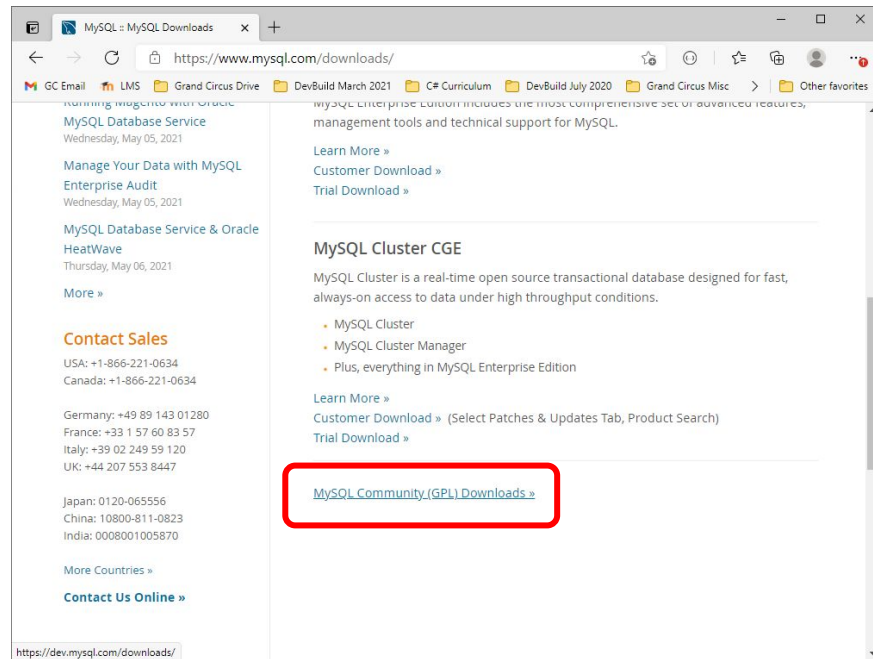 MySQL :: MySQL Downloads
https://www.mysql.com/downloads/
GC Email LMS Grand Circus Drive DevBuild March 2021 C# Curriculum DevBuild July 2020 Grand Circus Misc Other favorites
Running Magento with Oracle
MySQL Database Service
Wednesday, May 05, 2021
Manage Your Data with MySQL
Enterprise Audit
Wednesday, May 05, 2021
MySQL Database Service & Oracle
HeatWave
Thursday, May 06, 2021
More »
Contact Sales
USA: +1-866-221-0634
Canada: +1-866-221-0634
Germany: +49 89 143 01280
France: +33 1 57 60 83 57
Italy: +39 02 249 59 120
UK: +44 207 553 8447
Japan: 0120-065556
China: 10800-811-0823
India: 0008001005870
More Countries »
Contact Us Online »
MySQL Enterprise Edition includes the most comprehensive set of advanced features,
management tools and technical support for MySQL.
Learn More »
Customer Download »
Trial Download »
MySQL Cluster CGE
MySQL Cluster is a real-time open source transactional database designed for fast,
always-on access to data under high throughput conditions.
MySQL Cluster
MySQL Cluster Manager
Plus, everything in MySQL Enterprise Edition
Learn More »
Customer Download » (Select Patches & Updates Tab, Product Search)
Trial Download »
MySQL Community (GPL) Downloads »
https://dev.mysql.com/downloads/